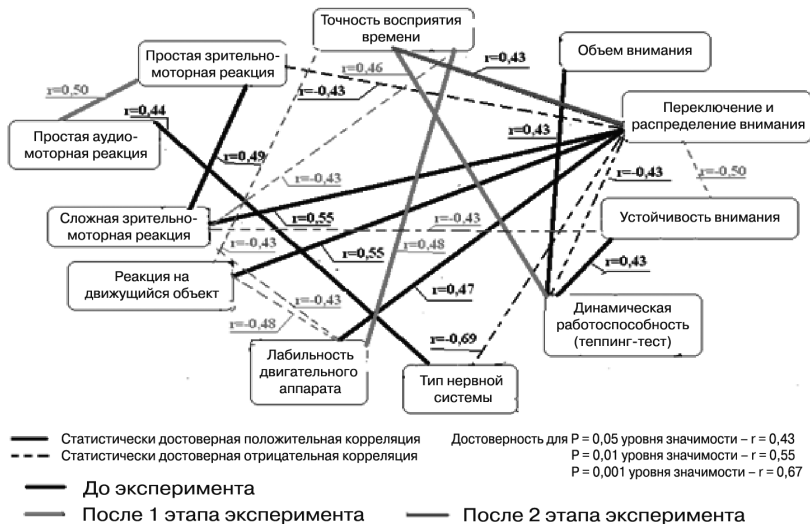 Точность восприятия
времени
Простая зрительно-
моторная реакция
Объем внимания
r=0,46
r=0,43
r=-0,43
r=0,50
r=0,44
Переключение и
распределение внимания
Простая аудио-
моторная реакция
r=0,49
r=0,43
r=-0,43
r=-0,43
r=-0,50
Сложная зрительно-
моторная реакция
r=0,55
r=-0,43
Устойчивость внимания
r=-0,43
r=0,55
r=0,48
r=0,43
Реакция на
движущийся объект
r=-0,43
r=0,47
r=-0,48
r=-0,69
Динамическая
работоспособность
(теппинг-тест)
Лабильность
двигательного
аппарата
Тип нервной
системы
Статистически достоверная положительная корреляция
Статистически достоверная отрицательная корреляция
Достоверность для P = 0,05 уровня значимости – r = 0,43
P = 0,01 уровня значимости – r = 0,55
P = 0,001 уровня значимости – r = 0,67
До эксперимента
После 1 этапа эксперимента
После 2 этапа эксперимента